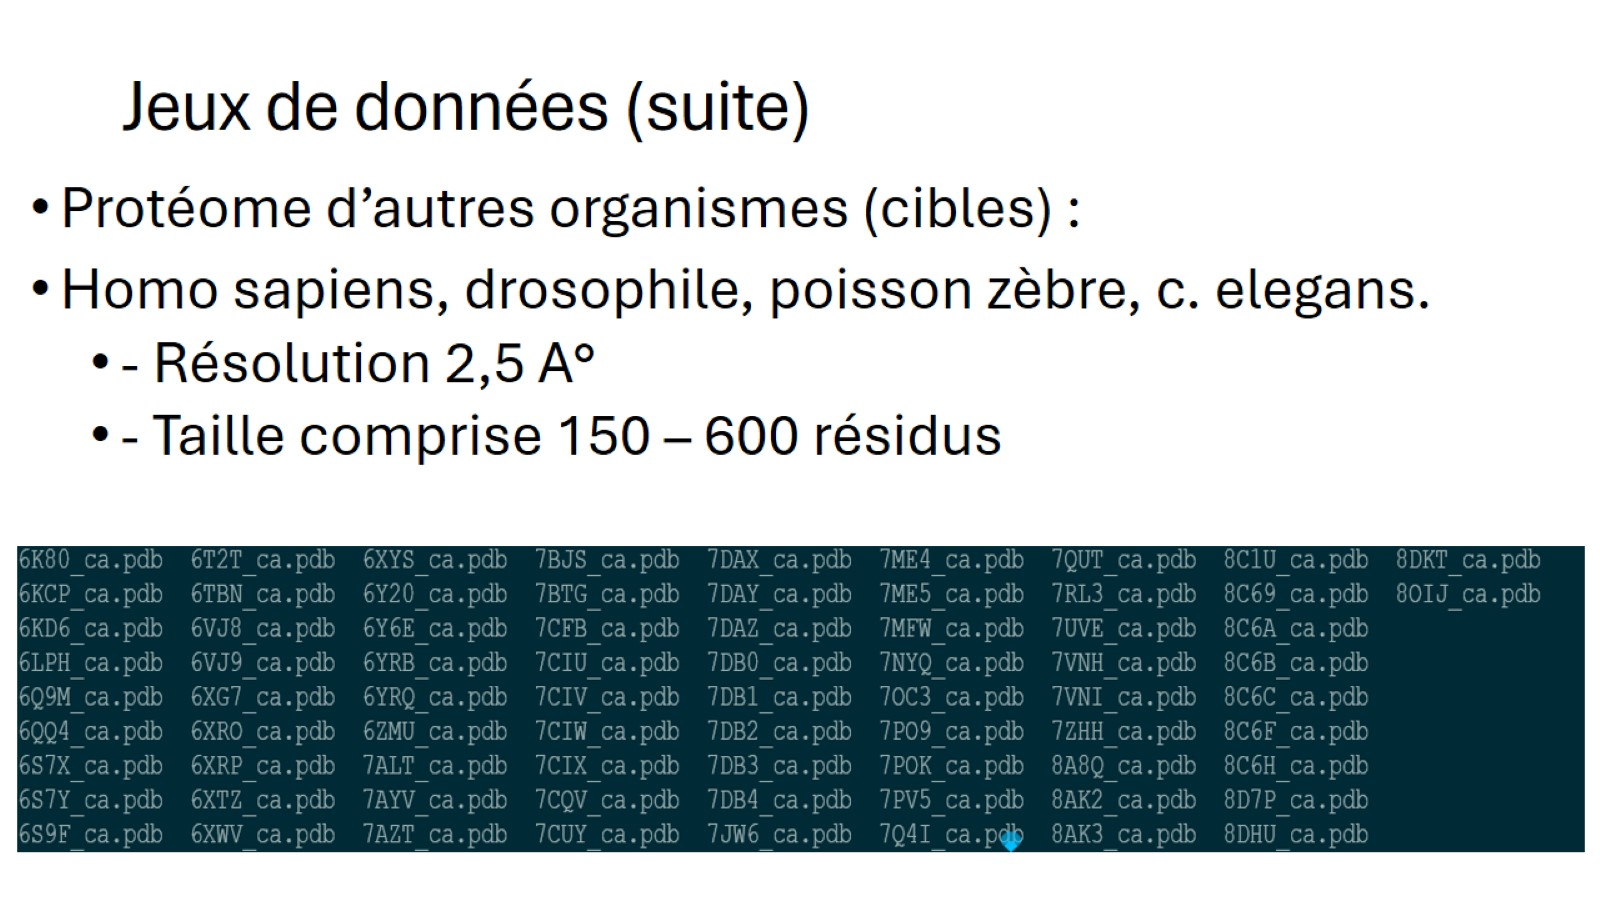 Jeux de données (suite)
• Protéome d’autres organismes (cibles) :
• Homo sapiens, drosophile, poisson zèbre, c. elegans.
• - Résolution 2,5 A°
• - Taille comprise 150 – 600 résidus
6K80_ca.pdb 6T2T_ca.pdb 6XYS_ca.pdb 7BJS_ca.pdb 7DAX_ca.pdb 7ME4_ca.pdb 7QUT_ca.pdb 8C1U_ca.pdb 8DKT_ca.pdb
6KCP_ca.pdb 6TBN_ca.pdb 6Y20_ca.pdb 7BTG_ca.pdb 7DAY_ca.pdb 7ME5_ca.pdb 7RL3_ca.pdb 8C69_ca.pdb 8OIJ_ca.pdb
6KD6_ca.pdb 6VJ8_ca.pdb 6Y6E_ca.pdb 7CFB_ca.pdb 7DAZ_ca.pdb 7MFW_ca.pdb 7UVE_ca.pdb 8C6A_ca.pdb
6LPH_ca.pdb 6VJ9_ca.pdb 6YRB_ca.pdb 7CIU_ca.pdb 7DB0_ca.pdb 7NYQ_ca.pdb 7VNH_ca.pdb 8C6B_ca.pdb
6Q9M_ca.pdb 6XG7_ca.pdb 6YRQ_ca.pdb 7CIV_ca.pdb 7DB1_ca.pdb 7OC3_ca.pdb 7VNI_ca.pdb 8C6C_ca.pdb
6QQ4_ca.pdb 6XRO_ca.pdb 6ZMU_ca.pdb 7CIW_ca.pdb 7DB2_ca.pdb 7PO9_ca.pdb 7ZHH_ca.pdb 8C6F_ca.pdb
6S7X_ca.pdb 6XRP_ca.pdb 7ALT_ca.pdb 7CIX_ca.pdb 7DB3_ca.pdb 7POK_ca.pdb 8A8Q_ca.pdb 8C6H_ca.pdb
6S7Y_ca.pdb 6XTZ_ca.pdb 7AYV_ca.pdb 7CQV_ca.pdb 7DB4_ca.pdb 7PV5_ca.pdb 8AK2_ca.pdb 8D7P_ca.pdb
6S9F_ca.pdb 6XWV_ca.pdb 7AZT_ca.pdb 7CUY_ca.pdb 7JW6_ca.pdb 7Q4I_ca.pdb 8AK3_ca.pdb 8DHU_ca.pdb